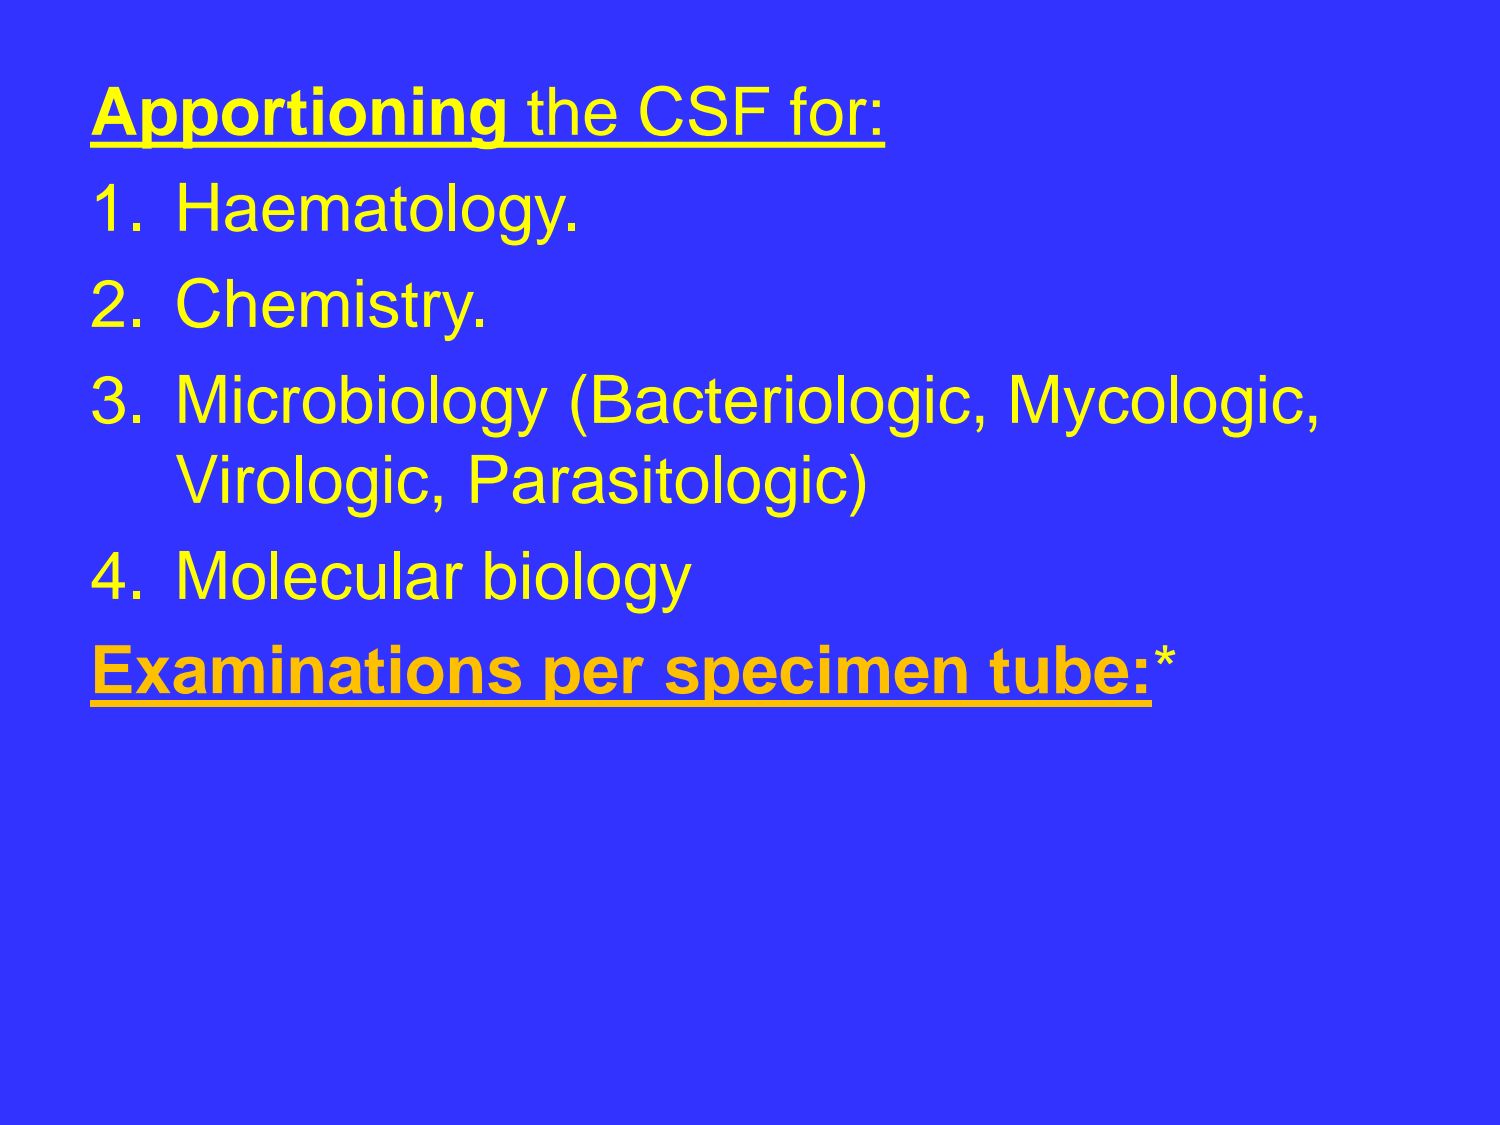 Apportioning the CSF for:
1. Haematology.
2. Chemistry.
3. Microbiology (Bacteriologic, Mycologic,
Virologic, Parasitologic)
4. Molecular biology
Examinations per specimen tube:*